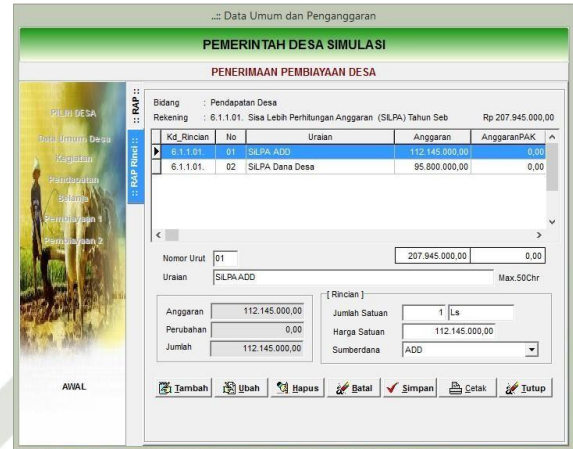 ..:: Data Umum dan Penganggaran
PEMERINTAH DESA SIMULASI
PENERIMAAN PEMBIAYAAN DESA
PILIH DESA
Data Umum Desa
Kegiatan
Pendapatan
Belanja
Pembiayaan 1
Pembiayaan 2
AWAL
:: RAP ::
:: RAP Rinci ::
Bidang : Pendapatan Desa
Rekening : 6.1.1.01. Sisa Lebih Perhitungan Anggaran (SiLPA) Tahun Seb Rp 207.945.000,00
Kd_Rincian No Uraian Anggaran AnggaranPAK
6.1.1.01. 01 SiLPA ADD 112.145.000,00 0,00
6.1.1.01. 02 SiLPA Dana Desa 95.800.000,00 0,00
Nomor Urut 01 207.945.000,00 0,00
Uraian SiLPA ADD Max.50Chr
[ Rincian ]
Anggaran 112.145.000,00 Jumlah Satuan 1 Ls
Perubahan 0,00 Harga Satuan 112.145.000,00
Jumlah 112.145.000,00 Sumberdana ADD
Tambah Ubah Hapus Batal Simpan Cetak Tutup